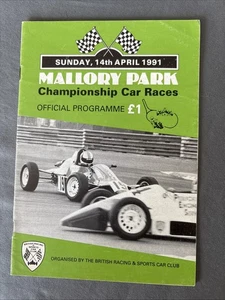 SUNDAY, 14th APRIL 1991
MALLORY PARK
Championship Car Races
OFFICIAL PROGRAMME £1
ORGANISED BY THE BRITISH RACING & SPORTS CAR CLUB